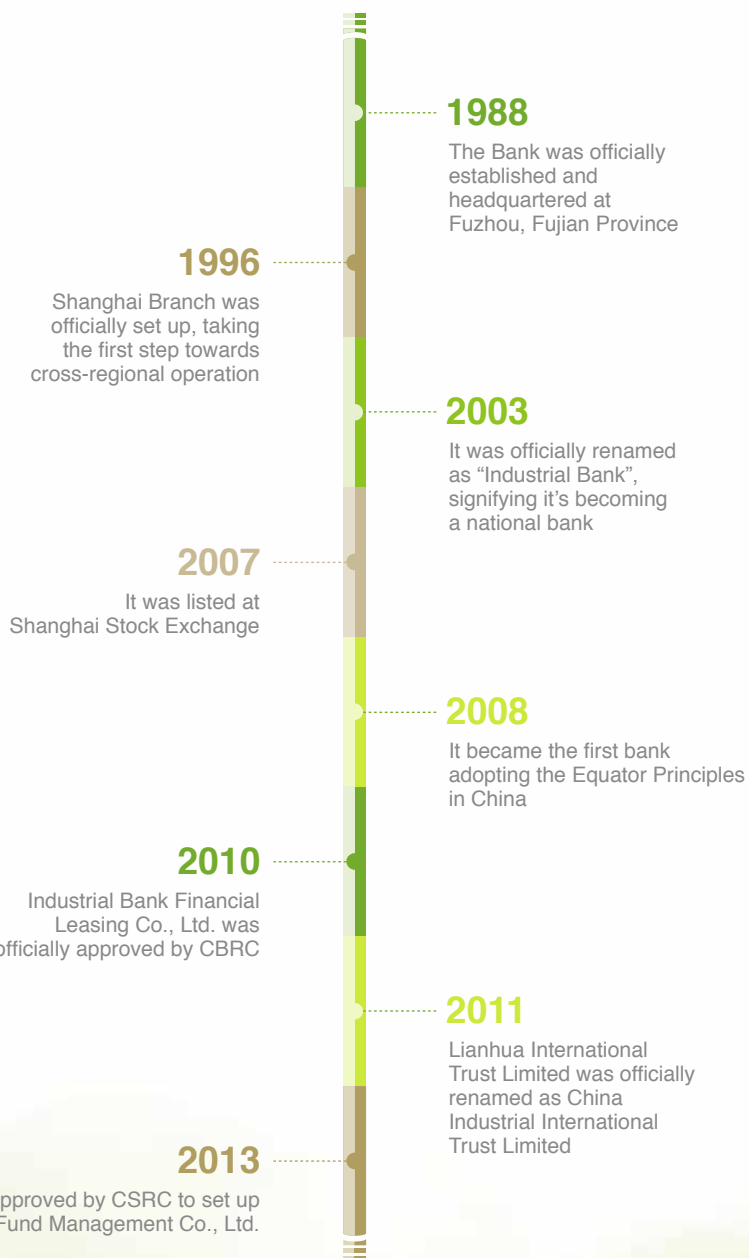 1988
The Bank was officially
established and
headquartered at
Fuzhou, Fujian Province
1996
Shanghai Branch was
officially set up, taking
the first step towards
cross-regional operation
2003
It was officially renamed
as “Industrial Bank”,
signifying it’s becoming
a national bank
2007
It was listed at
Shanghai Stock Exchange
2008
It became the first bank
adopting the Equator Principles
in China
2010
Industrial Bank Financial
Leasing Co., Ltd. was
officially approved by CBRC
2011
Lianhua International
Trust Limited was officially
renamed as China
Industrial International
Trust Limited
2013
pproved by CSRC to set up
Fund Management Co., Ltd.